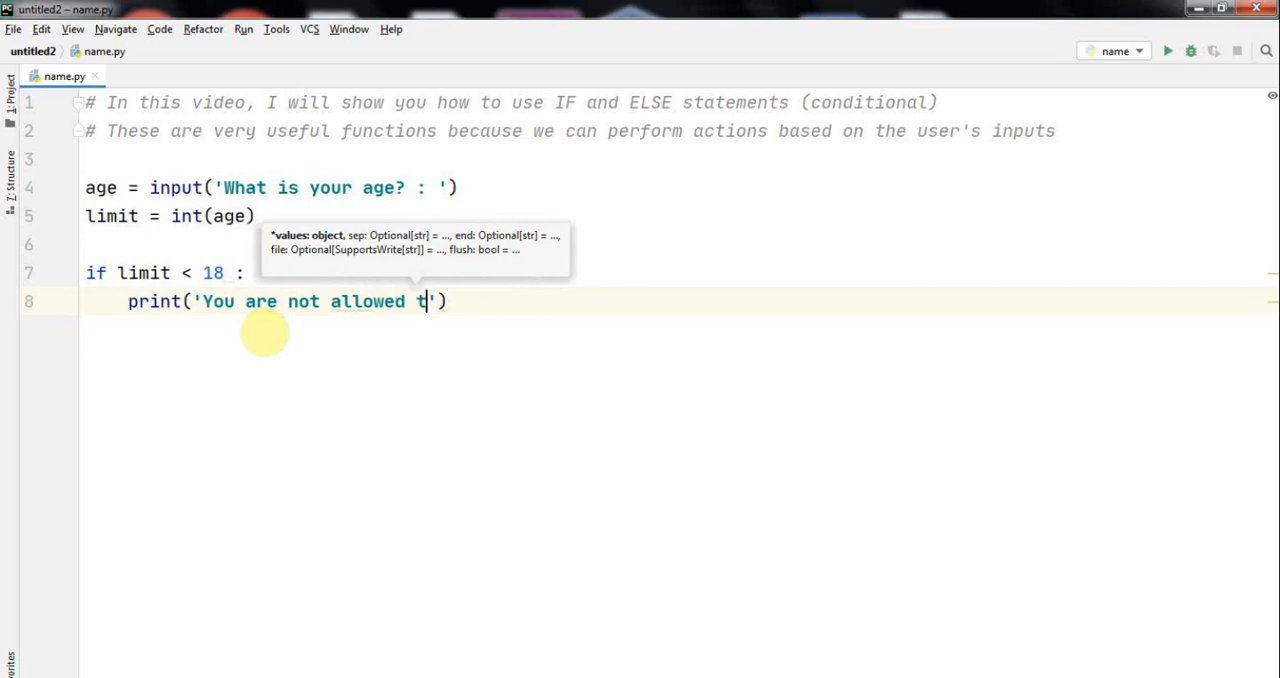 PC untitled2 – name.py
File Edit View Navigate Code Refactor Run Tools VCS Window Help
untitled2 name.py name
name.py
1: Project
Z: Structure
1 # In this video, I will show you how to use IF and ELSE statements (conditional)
2 # These are very useful functions because we can perform actions based on the user's inputs
3
4 age = input('What is your age? : ')
5 limit = int(age)
*values: object, sep: Optional[str] = ..., end: Optional[str] = ...,
file: Optional[SupportsWrite[str]] = ..., flush: bool = ...
6
7 if limit < 18 :
8 print('You are not allowed t')